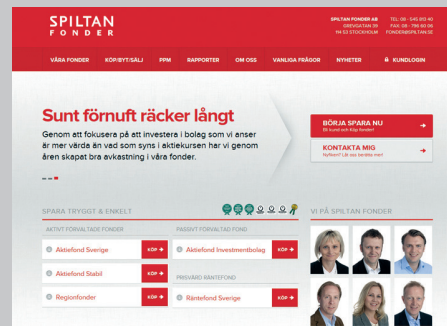 SPILTAN
FONDER
SPILTAN FONDER AB
GREVGATAN 39
114 53 STOCKHOLM
TEL: 08 - 545 813 40
FAX: 08 - 796 60 06
FONDER@SPILTAN.SE
VÅRA FONDER KÖP/BYT/SÄLJ PPM RAPPORTER OM OSS VANLIGA FRÅGOR NYHETER KUNDLOGIN
Sunt förnuft räcker långt
Genom att fokusera på att investera i bolag som vi anser
är mer värda än vad som syns i aktiekursen har vi genom
åren skapat bra avkastning i våra fonder.
BÖRJA SPARA NU
Bli kund och Köp fonder!
KONTAKTA MIG
Nyfiken? Låt oss berätta mer!
SPARA TRYGGT & ENKELT
VI PÅ SPILTAN FONDER
AKTIVT FÖRVALTADE FONDER
Aktiefond Sverige KÖP
Aktiefond Stabil KÖP
Regionfonder KÖP
PASSIVT FÖRVALTAD FOND
Aktiefond Investmentbolag KÖP
PRISVÄRD RÄNTEFOND
Räntefond Sverige KÖP